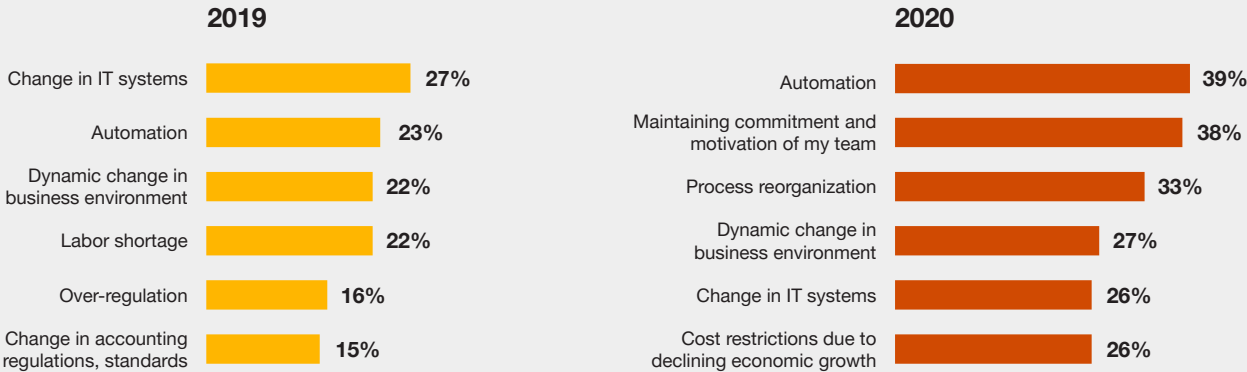 2019
Change in IT systems
27%
Automation
23%
Dynamic change in
business environment
22%
Labor shortage
22%
Over-regulation
16%
Change in accounting
regulations, standards
15%
2020
Automation
39%
Maintaining commitment and
motivation of my team
38%
Process reorganization
33%
Dynamic change in
business environment
27%
Change in IT systems
26%
Cost restrictions due to
declining economic growth
26%